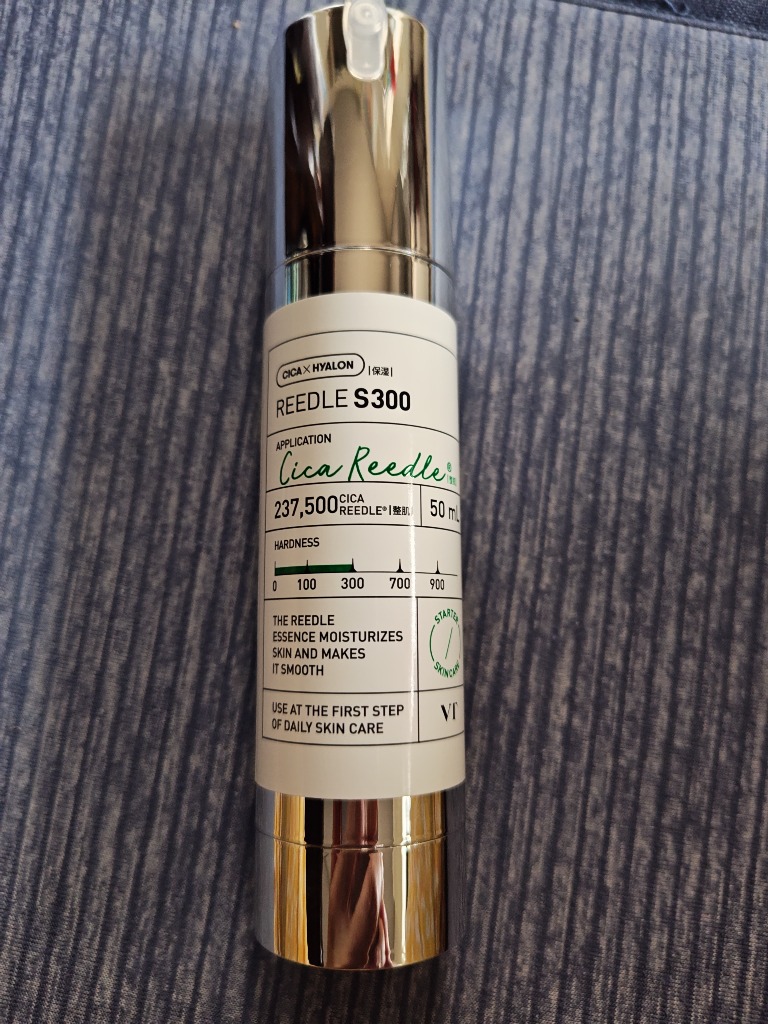 CICA×HYALON |保湿|
REEDLE S300
APPLICATION
Cica Reedle®
237,500 CICA
REEDLE® |整肌|
50 mL
HARDNESS
0 100 300 700 900
THE REEDLE
ESSENCE MOISTURIZES
SKIN AND MAKES
IT SMOOTH
STARTER
SKINCARE
USE AT THE FIRST STEP
OF DAILY SKIN CARE
VT